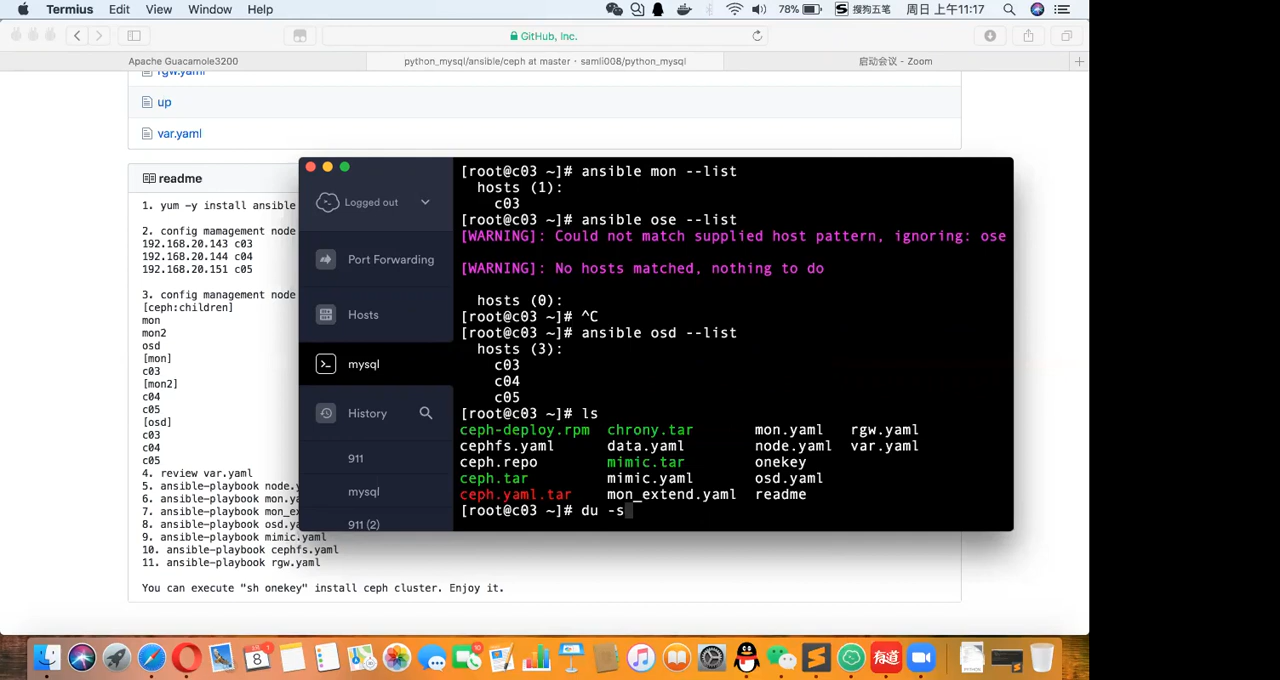 Termius Edit View Window Help 78% 搜狗五笔 周日 上午11:17
GitHub, Inc.
Apache Guacamole3200 python_mysql/ansible/ceph at master · samli008/python_mysql 启动会议 - Zoom
rgw.yaml
up
var.yaml
readme
1. yum -y install ansible
2. config management node
192.168.20.143 c03
192.168.20.144 c04
192.168.20.151 c05
3. config management node
[ceph:children]
mon
mon2
osd
[mon]
c03
[mon2]
c04
c05
[osd]
c03
c04
c05
4. review var.yaml
5. ansible-playbook node.y
6. ansible-playbook mon.ya
7. ansible-playbook mon_ex
8. ansible-playbook osd.ya
9. ansible-playbook mimic.yaml
10. ansible-playbook cephfs.yaml
11. ansible-playbook rgw.yaml
You can execute "sh onekey" install ceph cluster. Enjoy it.
Logged out
Port Forwarding
Hosts
mysql
History
911
mysql
911 (2)
[root@c03 ~]# ansible mon --list
hosts (1):
c03
[root@c03 ~]# ansible ose --list
[WARNING]: Could not match supplied host pattern, ignoring: ose
[WARNING]: No hosts matched, nothing to do
hosts (0):
[root@c03 ~]# ^C
[root@c03 ~]# ansible osd --list
hosts (3):
c03
c04
c05
[root@c03 ~]# ls
ceph-deploy.rpm chrony.tar mon.yaml rgw.yaml
cephfs.yaml data.yaml node.yaml var.yaml
ceph.repo mimic.tar onekey
ceph.tar mimic.yaml osd.yaml
ceph.yaml.tar mon_extend.yaml readme
[root@c03 ~]# du -s
8
有道